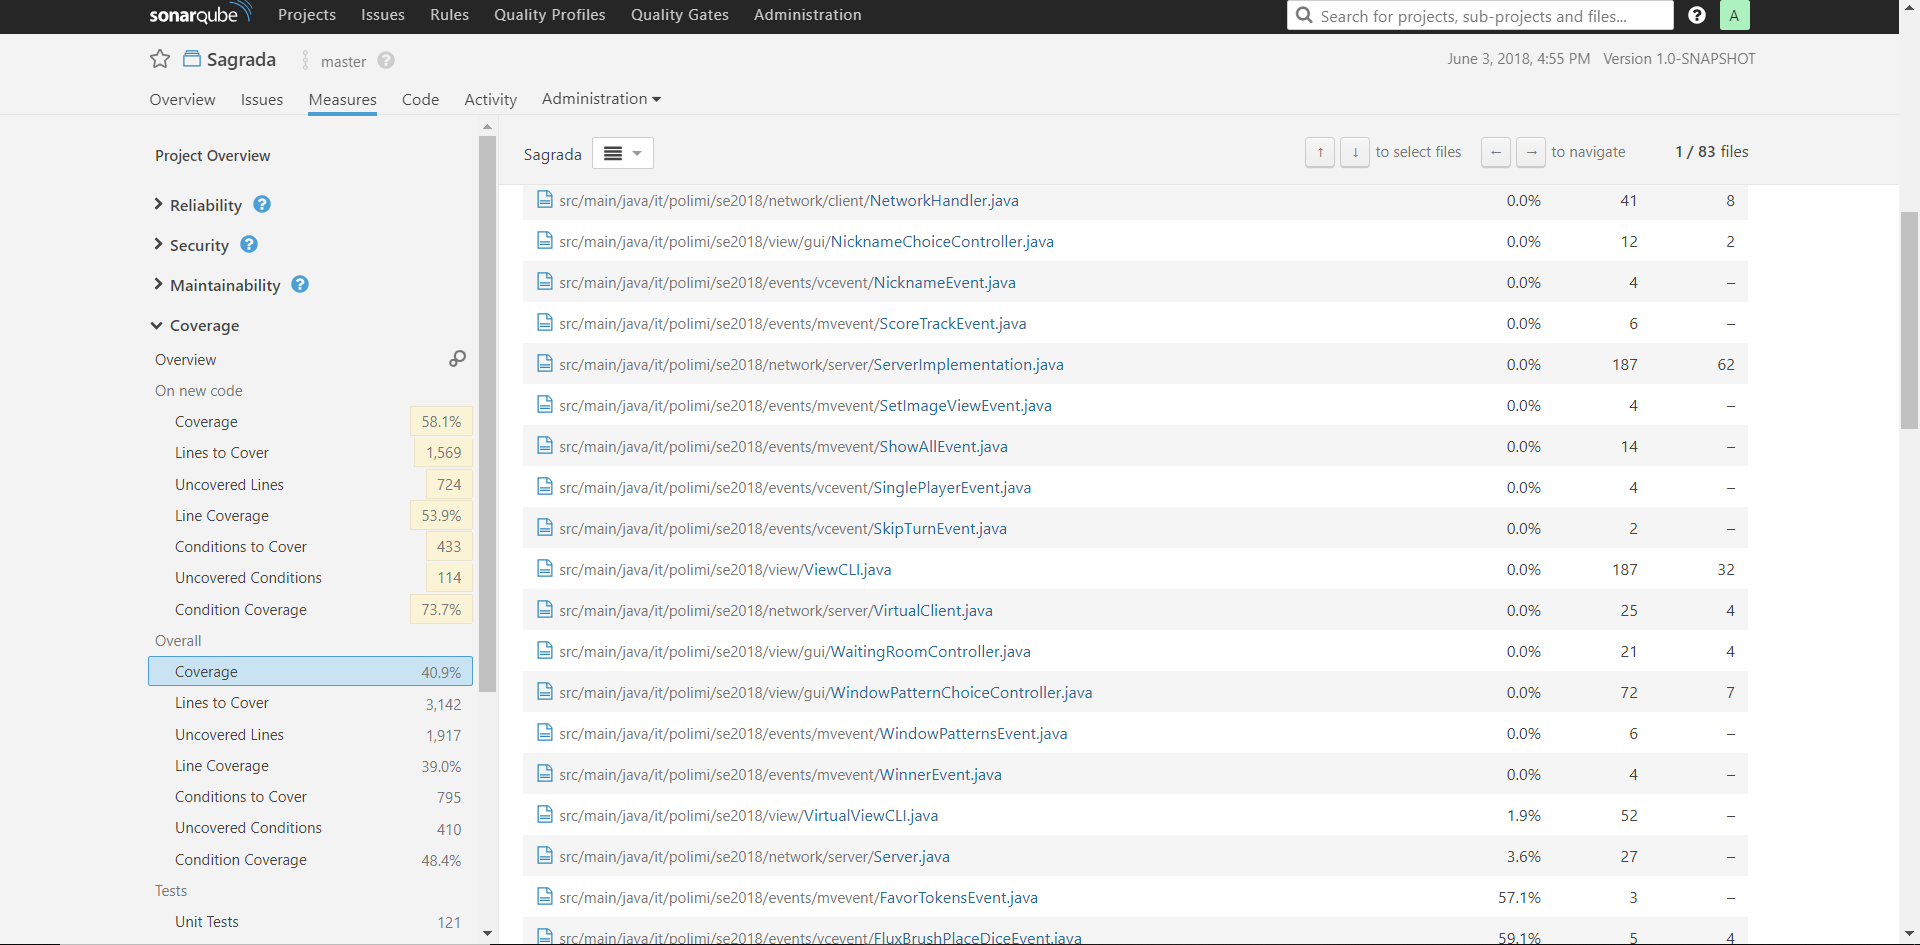 sonarqube Projects Issues Rules Quality Profiles Quality Gates Administration Search for projects, sub-projects and files... ? A
Sagrada master ? June 3, 2018, 4:55 PM Version 1.0-SNAPSHOT
Overview Issues Measures Code Activity Administration
Project Overview
Reliability ?
Security ?
Maintainability ?
Coverage
Overview
On new code
Coverage 58.1%
Lines to Cover 1,569
Uncovered Lines 724
Line Coverage 53.9%
Conditions to Cover 433
Uncovered Conditions 114
Condition Coverage 73.7%
Overall
Coverage 40.9%
Lines to Cover 3,142
Uncovered Lines 1,917
Line Coverage 39.0%
Conditions to Cover 795
Uncovered Conditions 410
Condition Coverage 48.4%
Tests
Unit Tests 121
Sagrada ↑ ↓ to select files ← → to navigate 1 / 83 files
src/main/java/it/polimi/se2018/network/client/NetworkHandler.java 0.0% 41 8
src/main/java/it/polimi/se2018/view/gui/NicknameChoiceController.java 0.0% 12 2
src/main/java/it/polimi/se2018/events/vcevent/NicknameEvent.java 0.0% 4 –
src/main/java/it/polimi/se2018/events/mvevent/ScoreTrackEvent.java 0.0% 6 –
src/main/java/it/polimi/se2018/network/server/ServerImplementation.java 0.0% 187 62
src/main/java/it/polimi/se2018/events/mvevent/SetImageViewEvent.java 0.0% 4 –
src/main/java/it/polimi/se2018/events/mvevent/ShowAllEvent.java 0.0% 14 –
src/main/java/it/polimi/se2018/events/vcevent/SinglePlayerEvent.java 0.0% 4 –
src/main/java/it/polimi/se2018/events/vcevent/SkipTurnEvent.java 0.0% 2 –
src/main/java/it/polimi/se2018/view/ViewCLI.java 0.0% 187 32
src/main/java/it/polimi/se2018/network/server/VirtualClient.java 0.0% 25 4
src/main/java/it/polimi/se2018/view/gui/WaitingRoomController.java 0.0% 21 4
src/main/java/it/polimi/se2018/view/gui/WindowPatternChoiceController.java 0.0% 72 7
src/main/java/it/polimi/se2018/events/mvevent/WindowPatternsEvent.java 0.0% 6 –
src/main/java/it/polimi/se2018/events/mvevent/WinnerEvent.java 0.0% 4 –
src/main/java/it/polimi/se2018/view/VirtualViewCLI.java 1.9% 52 –
src/main/java/it/polimi/se2018/network/server/Server.java 3.6% 27 –
src/main/java/it/polimi/se2018/events/mvevent/FavorTokensEvent.java 57.1% 3 –
src/main/java/it/polimi/se2018/events/vcevent/FluxBrushPlaceDiceEvent.java 59.1% 5 4